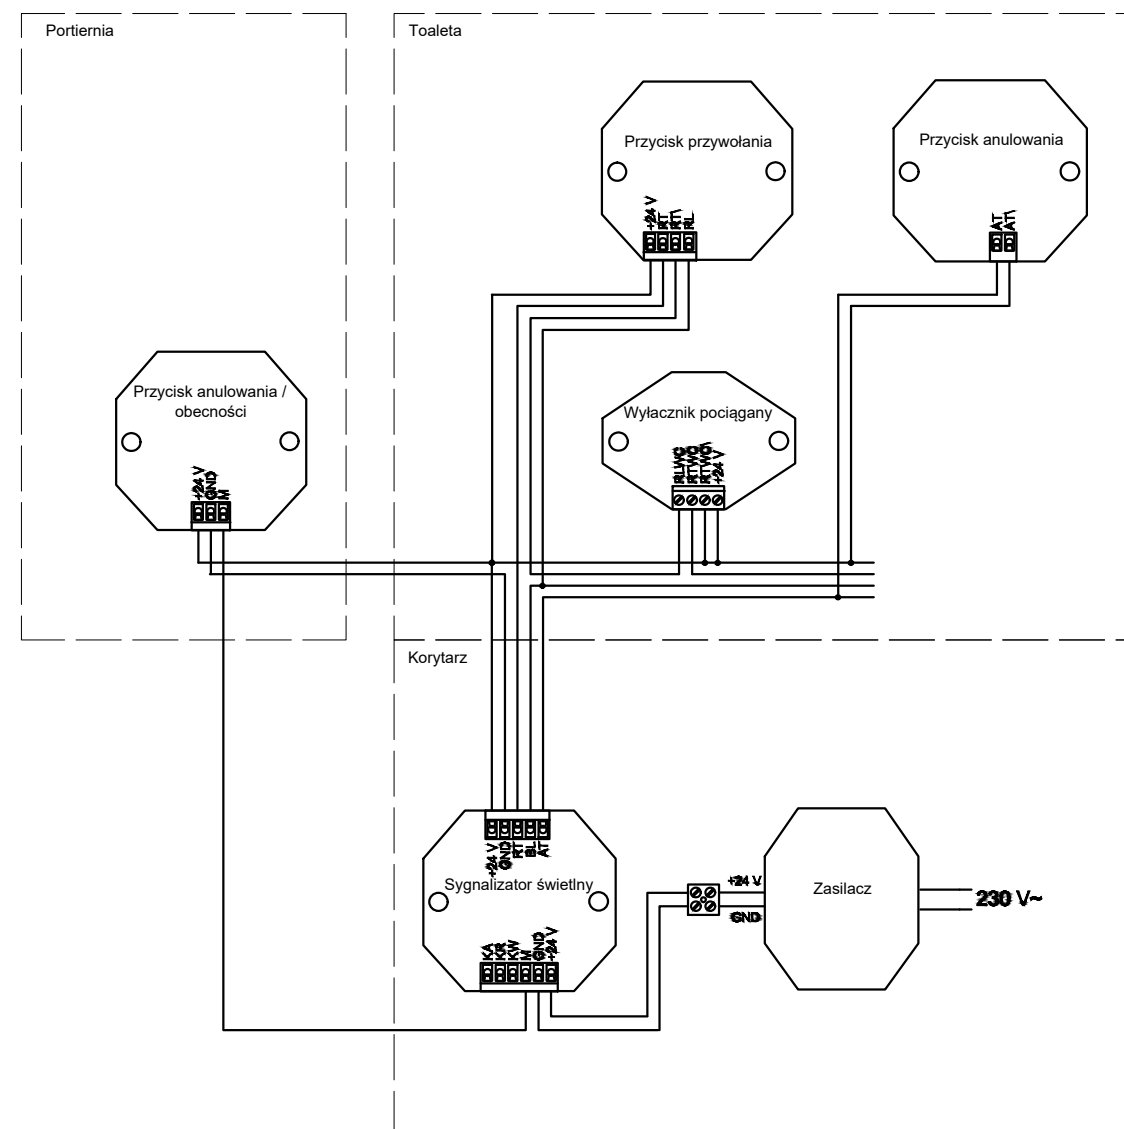 Portiernia
Toaleta
Przycisk przywołania
+24 V
RT
RT\
RL
Przycisk anulowania
AT
AT\
Przycisk anulowania /
obecności
+24 V
GND
M
Wyłacznik pociągany
RLWC
RTWC
RTWC\
+24 V
Korytarz
+24 V
GND
RT
BL
AT
Sygnalizator świetlny
KA
KR
KW
M
GND
+24 V
+24 V
GND
Zasilacz
230 V~